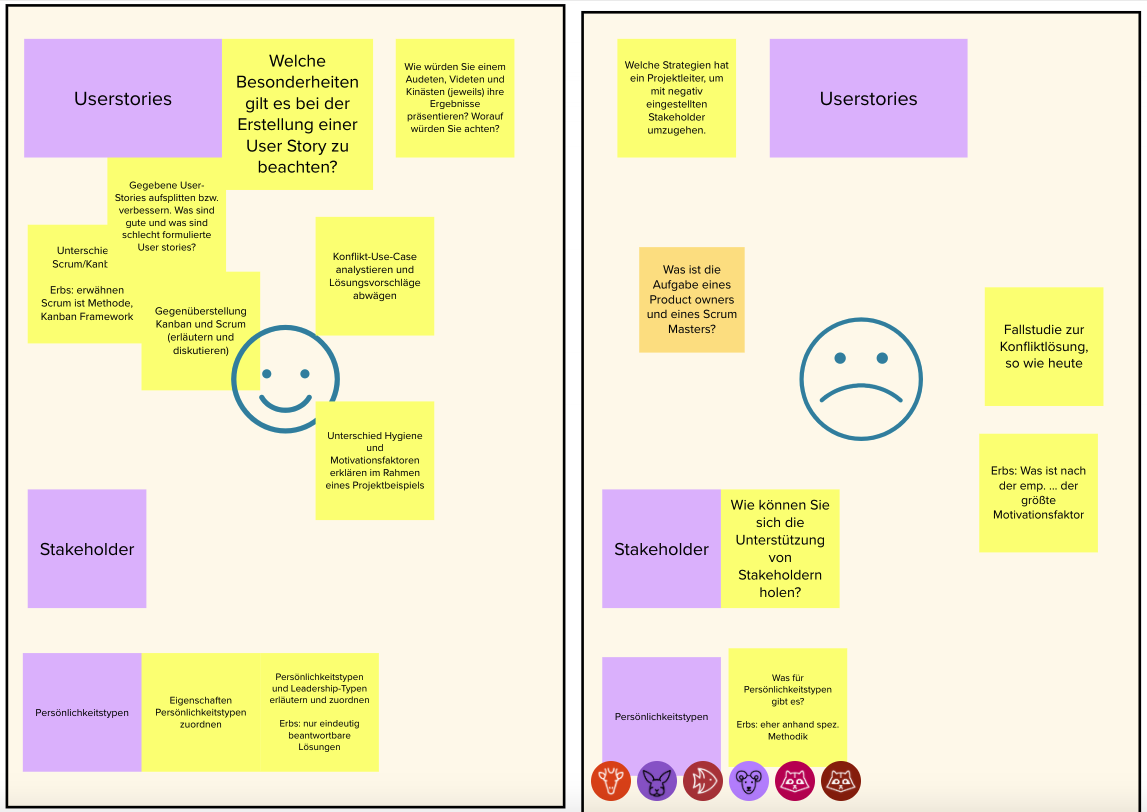 Userstories
Welche
Besonderheiten
gilt es bei der
Erstellung einer
User Story zu
beachten?
Wie würden Sie einem
Audeten, Videten und
Kinästen (jeweils) ihre
Ergebnisse
präsentieren? Worauf
würden Sie achten?
Gegebene User-
Stories aufsplitten bzw.
verbessern. Was sind
gute und was sind
schlecht formulierte
User stories?
Unterschie
Scrum/Kanb
Erbs: erwähnen
Scrum ist Methode,
Kanban Framework
Gegenüberstellung
Kanban und Scrum
(erläutern und
diskutieren)
Konflikt-Use-Case
analystieren und
Lösungsvorschläge
abwägen
Unterschied Hygiene
und
Motivationsfaktoren
erklären im Rahmen
eines Projektbeispiels
Stakeholder
Persönlichkeitstypen
Eigenschaften
Persönlichkeitstypen
zuordnen
Persönlichkeitstypen
und Leadership-Typen
erläutern und zuordnen
Erbs: nur eindeutig
beantwortbare
Lösungen
Welche Strategien hat
ein Projektleiter, um
mit negativ
eingestellten
Stakeholder
umzugehen.
Userstories
Was ist die
Aufgabe eines
Product owners
und eines Scrum
Masters?
Fallstudie zur
Konfliktlösung,
so wie heute
Erbs: Was ist nach
der emp. ... der
größte
Motivationsfaktor
Stakeholder
Wie können Sie
sich die
Unterstützung
von
Stakeholdern
holen?
Persönlichkeitstypen
Was für
Persönlichkeitstypen
gibt es?
Erbs: eher anhand spez.
Methodik